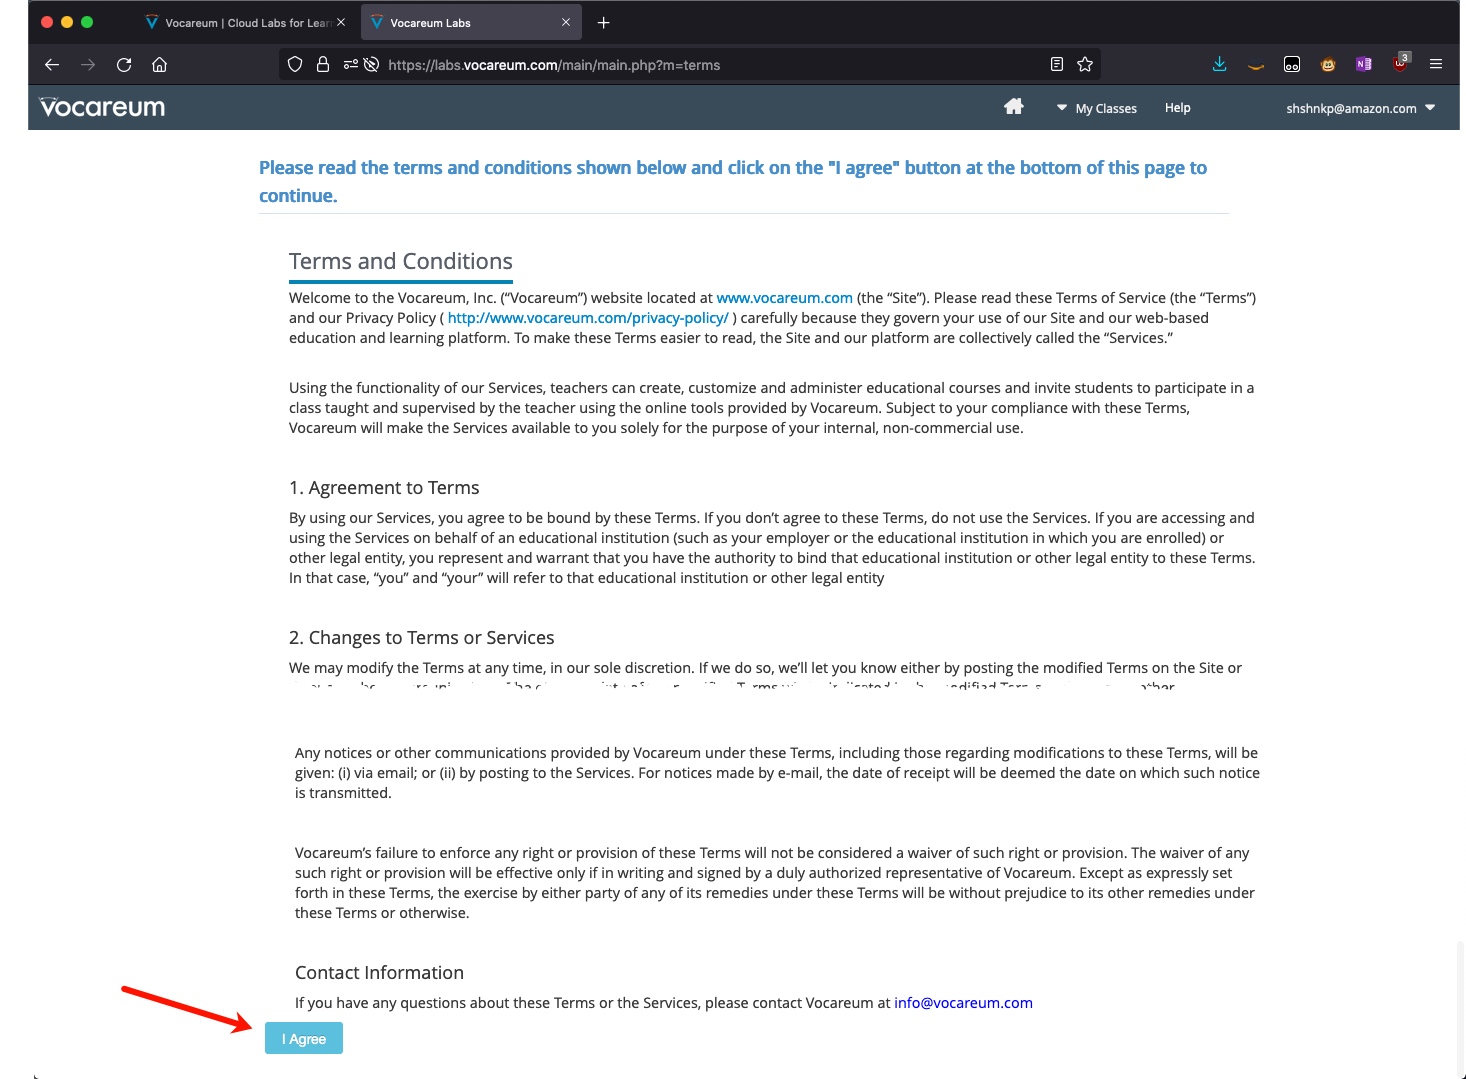 Vocareum | Cloud Labs for Lear
Vocareum Labs
https://labs.vocareum.com/main/main.php?m=terms
3
vocareum
My Classes
Help
shshnkp@amazon.com
Please read the terms and conditions shown below and click on the "I agree" button at the bottom of this page to
continue.
Terms and Conditions
Welcome to the Vocareum, Inc. (“Vocareum”) website located at www.vocareum.com (the “Site”). Please read these Terms of Service (the “Terms”)
and our Privacy Policy ( http://www.vocareum.com/privacy-policy/ ) carefully because they govern your use of our Site and our web-based
education and learning platform. To make these Terms easier to read, the Site and our platform are collectively called the “Services.”
Using the functionality of our Services, teachers can create, customize and administer educational courses and invite students to participate in a
class taught and supervised by the teacher using the online tools provided by Vocareum. Subject to your compliance with these Terms,
Vocareum will make the Services available to you solely for the purpose of your internal, non-commercial use.
1. Agreement to Terms
By using our Services, you agree to be bound by these Terms. If you don’t agree to these Terms, do not use the Services. If you are accessing and
using the Services on behalf of an educational institution (such as your employer or the educational institution in which you are enrolled) or
other legal entity, you represent and warrant that you have the authority to bind that educational institution or other legal entity to these Terms.
In that case, “you” and “your” will refer to that educational institution or other legal entity
2. Changes to Terms or Services
We may modify the Terms at any time, in our sole discretion. If we do so, we’ll let you know either by posting the modified Terms on the Site or
Any notices or other communications provided by Vocareum under these Terms, including those regarding modifications to these Terms, will be
given: (i) via email; or (ii) by posting to the Services. For notices made by e-mail, the date of receipt will be deemed the date on which such notice
is transmitted.
Vocareum’s failure to enforce any right or provision of these Terms will not be considered a waiver of such right or provision. The waiver of any
such right or provision will be effective only if in writing and signed by a duly authorized representative of Vocareum. Except as expressly set
forth in these Terms, the exercise by either party of any of its remedies under these Terms will be without prejudice to its other remedies under
these Terms or otherwise.
Contact Information
If you have any questions about these Terms or the Services, please contact Vocareum at info@vocareum.com
I Agree